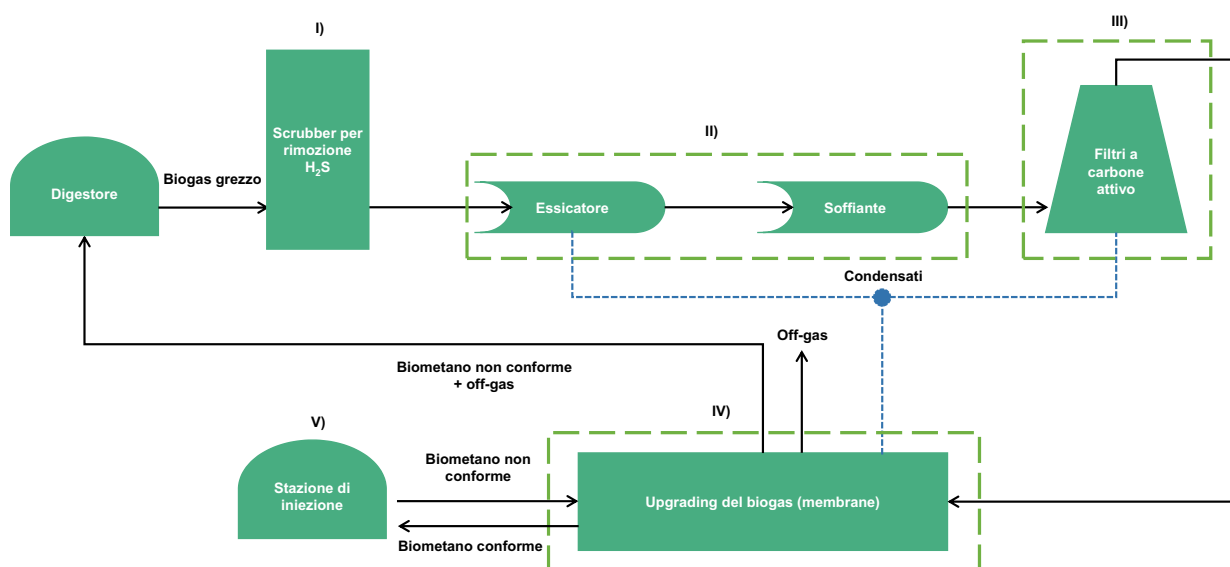 I)
III)
II)
Scrubber per
rimozione
H₂S
Filtri a
carbone
attivo
Digestore
Biogas grezzo
Essicatore
Soffiante
Condensati
Off-gas
Biometano non conforme
+ off-gas
IV)
V)
Biometano non
conforme
Stazione di
iniezione
Upgrading del biogas (membrane)
Biometano conforme